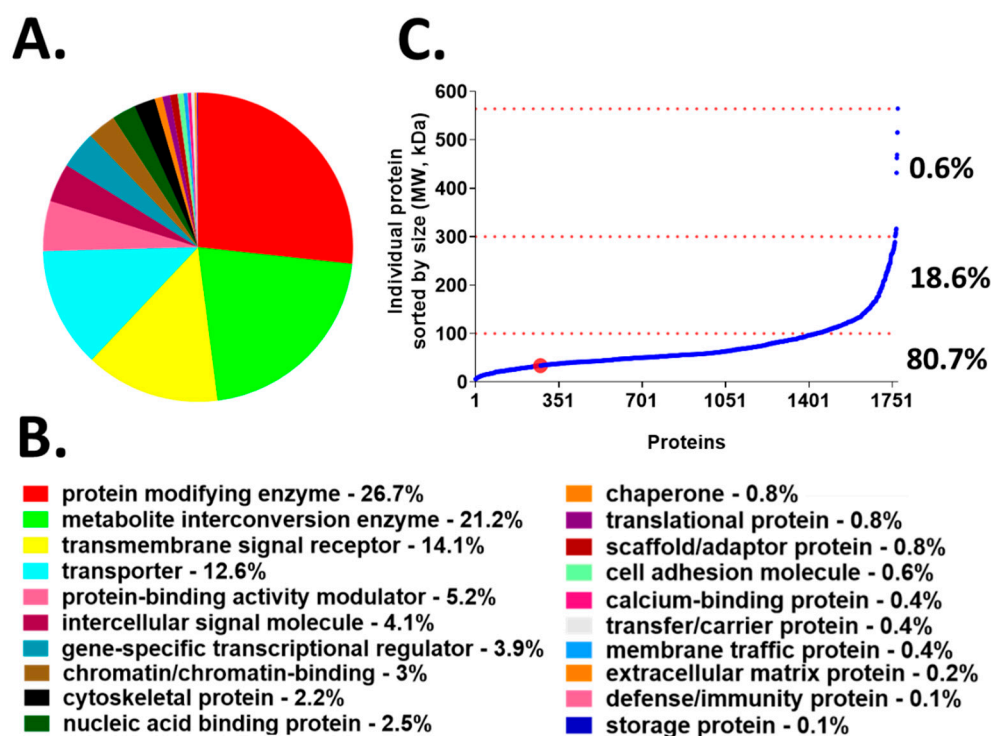 A.
C.
Individual protein
sorted by size (MW, kDa)
600
500
400
300
200
100
0
1
351
701
1051
1401
1751
Proteins
0.6%
18.6%
80.7%
B.
protein modifying enzyme - 26.7%
metabolite interconversion enzyme - 21.2%
transmembrane signal receptor - 14.1%
transporter - 12.6%
protein-binding activity modulator - 5.2%
intercellular signal molecule - 4.1%
gene-specific transcriptional regulator - 3.9%
chromatin/chromatin-binding - 3%
cytoskeletal protein - 2.2%
nucleic acid binding protein - 2.5%
chaperone - 0.8%
translational protein - 0.8%
scaffold/adaptor protein - 0.8%
cell adhesion molecule - 0.6%
calcium-binding protein - 0.4%
transfer/carrier protein - 0.4%
membrane traffic protein - 0.4%
extracellular matrix protein - 0.2%
defense/immunity protein - 0.1%
storage protein - 0.1%